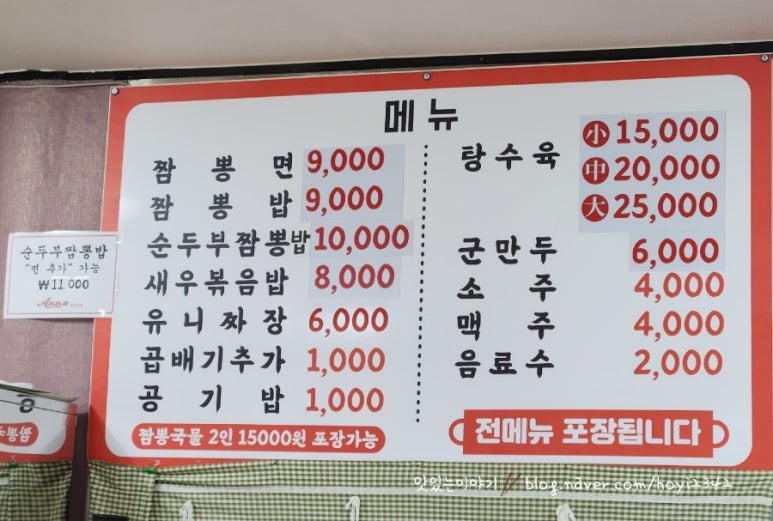 메뉴
짬뽕면 9,000
짬뽕밥 9,000
순두부짬뽕밥 10,000
새우볶음밥 8,000
유니짜장 6,000
곱배기추가 1,000
공기밥 1,000
짬뽕국물 2인 15000원 포장가능
탕수육 小 15,000
中 20,000
大 25,000
군만두 6,000
소주 4,000
맥주 4,000
음료수 2,000
전메뉴 포장됩니다
순두부짬뽕밥
"면 추가" 가능
₩11,000
Anna
맛있는이야기 // blog.naver.com/hoyi2342